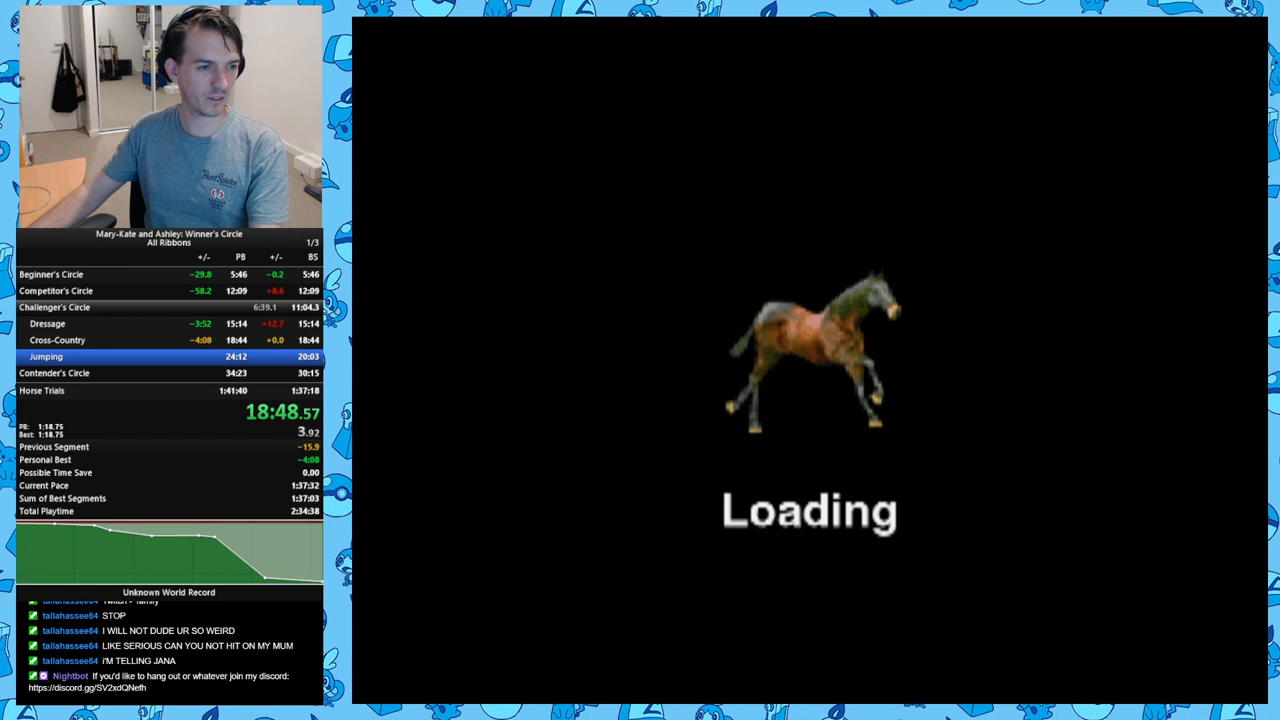 Mary-Kate and Ashley: Winner's Circle
All Ribbons 1/3
+/- PB +/- BS
Beginner's Circle −29.8 5:46 −0.2 5:46
Competitor's Circle −58.2 12:09 +8.6 12:09
Challenger's Circle 6:39.1 11:04.3
Dressage −3:52 15:14 +12.7 15:14
Cross-Country −4:08 18:44 +0.0 18:44
Jumping 24:12 20:03
Contender's Circle 34:23 30:15
Horse Trials 1:41:40 1:37:18
18:48.57
PB: 1:18.75
Best: 1:18.75
3.92
Previous Segment −15.9
Personal Best −4:08
Possible Time Save 0.00
Current Pace 1:37:32
Sum of Best Segments 1:37:03
Total Playtime 2:34:38
Unknown World Record
tallahassee64 Twitch > family
tallahassee64 STOP
tallahassee64 I WILL NOT DUDE UR SO WEIRD
tallahassee64 LIKE SERIOUS CAN YOU NOT HIT ON MY MUM
tallahassee64 i'M TELLING JANA
Nightbot If you'd like to hang out or whatever join my discord:
https://discord.gg/SV2xdQNefh
Loading